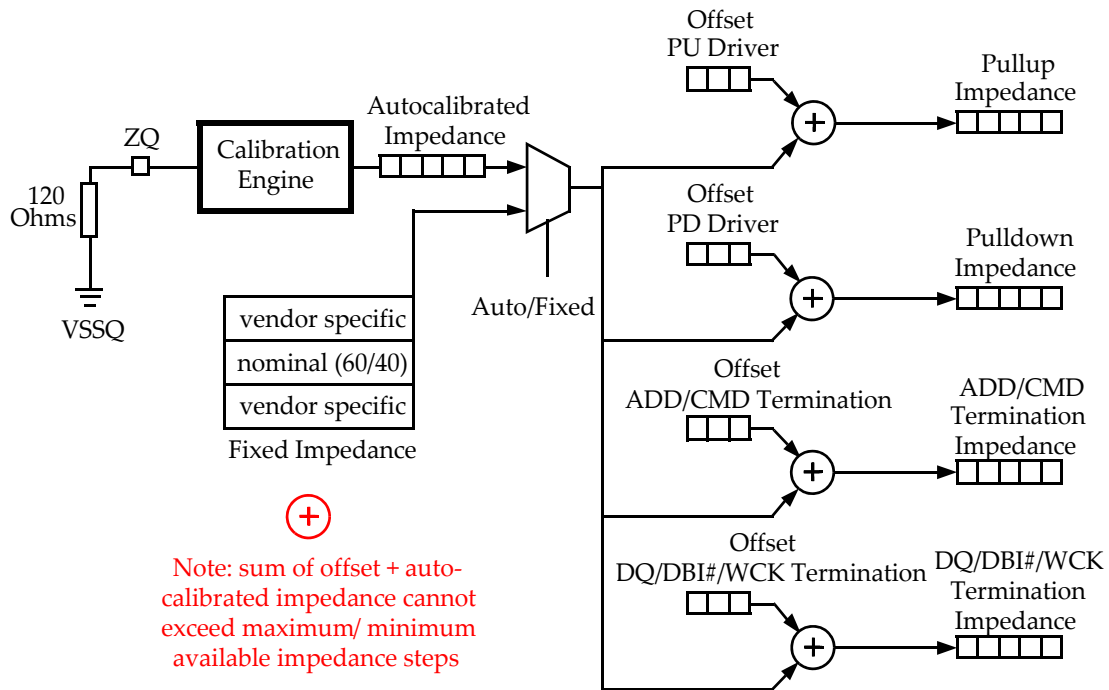 Offset
PU Driver
Pullup
Impedance
Autocalibrated
Impedance
ZQ
Calibration
Engine
120
Ohms
VSSQ
Offset
PD Driver
Pulldown
Impedance
Auto/Fixed
vendor specific
nominal (60/40)
vendor specific
Fixed Impedance
Offset
ADD/CMD Termination
ADD/CMD
Termination
Impedance
Offset
DQ/DBI#/WCK Termination
DQ/DBI#/WCK
Termination
Impedance
Note: sum of offset + auto-
calibrated impedance cannot
exceed maximum/ minimum
available impedance steps